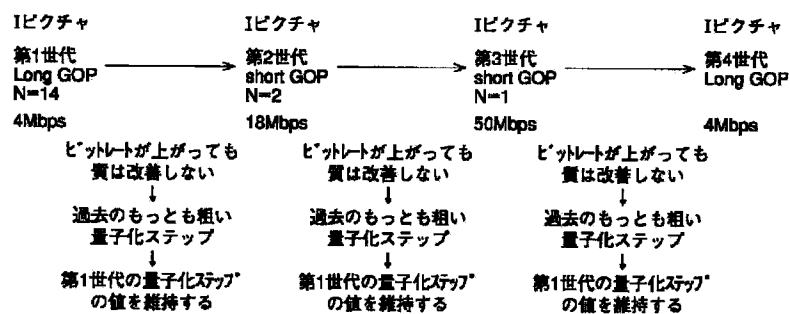 Iピクチャ
第1世代
Long GOP
N=14
4Mbps
Iピクチャ
第2世代
short GOP
N=2
18Mbps
Iピクチャ
第3世代
short GOP
N=1
50Mbps
Iピクチャ
第4世代
Long GOP
4Mbps
ビットレートが上がっても
質は改善しない
↓
過去のもっとも粗い
量子化ステップ
↓
第1世代の量子化ステップ
の値を維持する
ビットレートが上がっても
質は改善しない
↓
過去のもっとも粗い
量子化ステップ
↓
第1世代の量子化ステップ
の値を維持する
ビットレートが上がっても
質は改善しない
↓
過去のもっとも粗い
量子化ステップ
↓
第1世代の量子化ステップ
の値を維持する